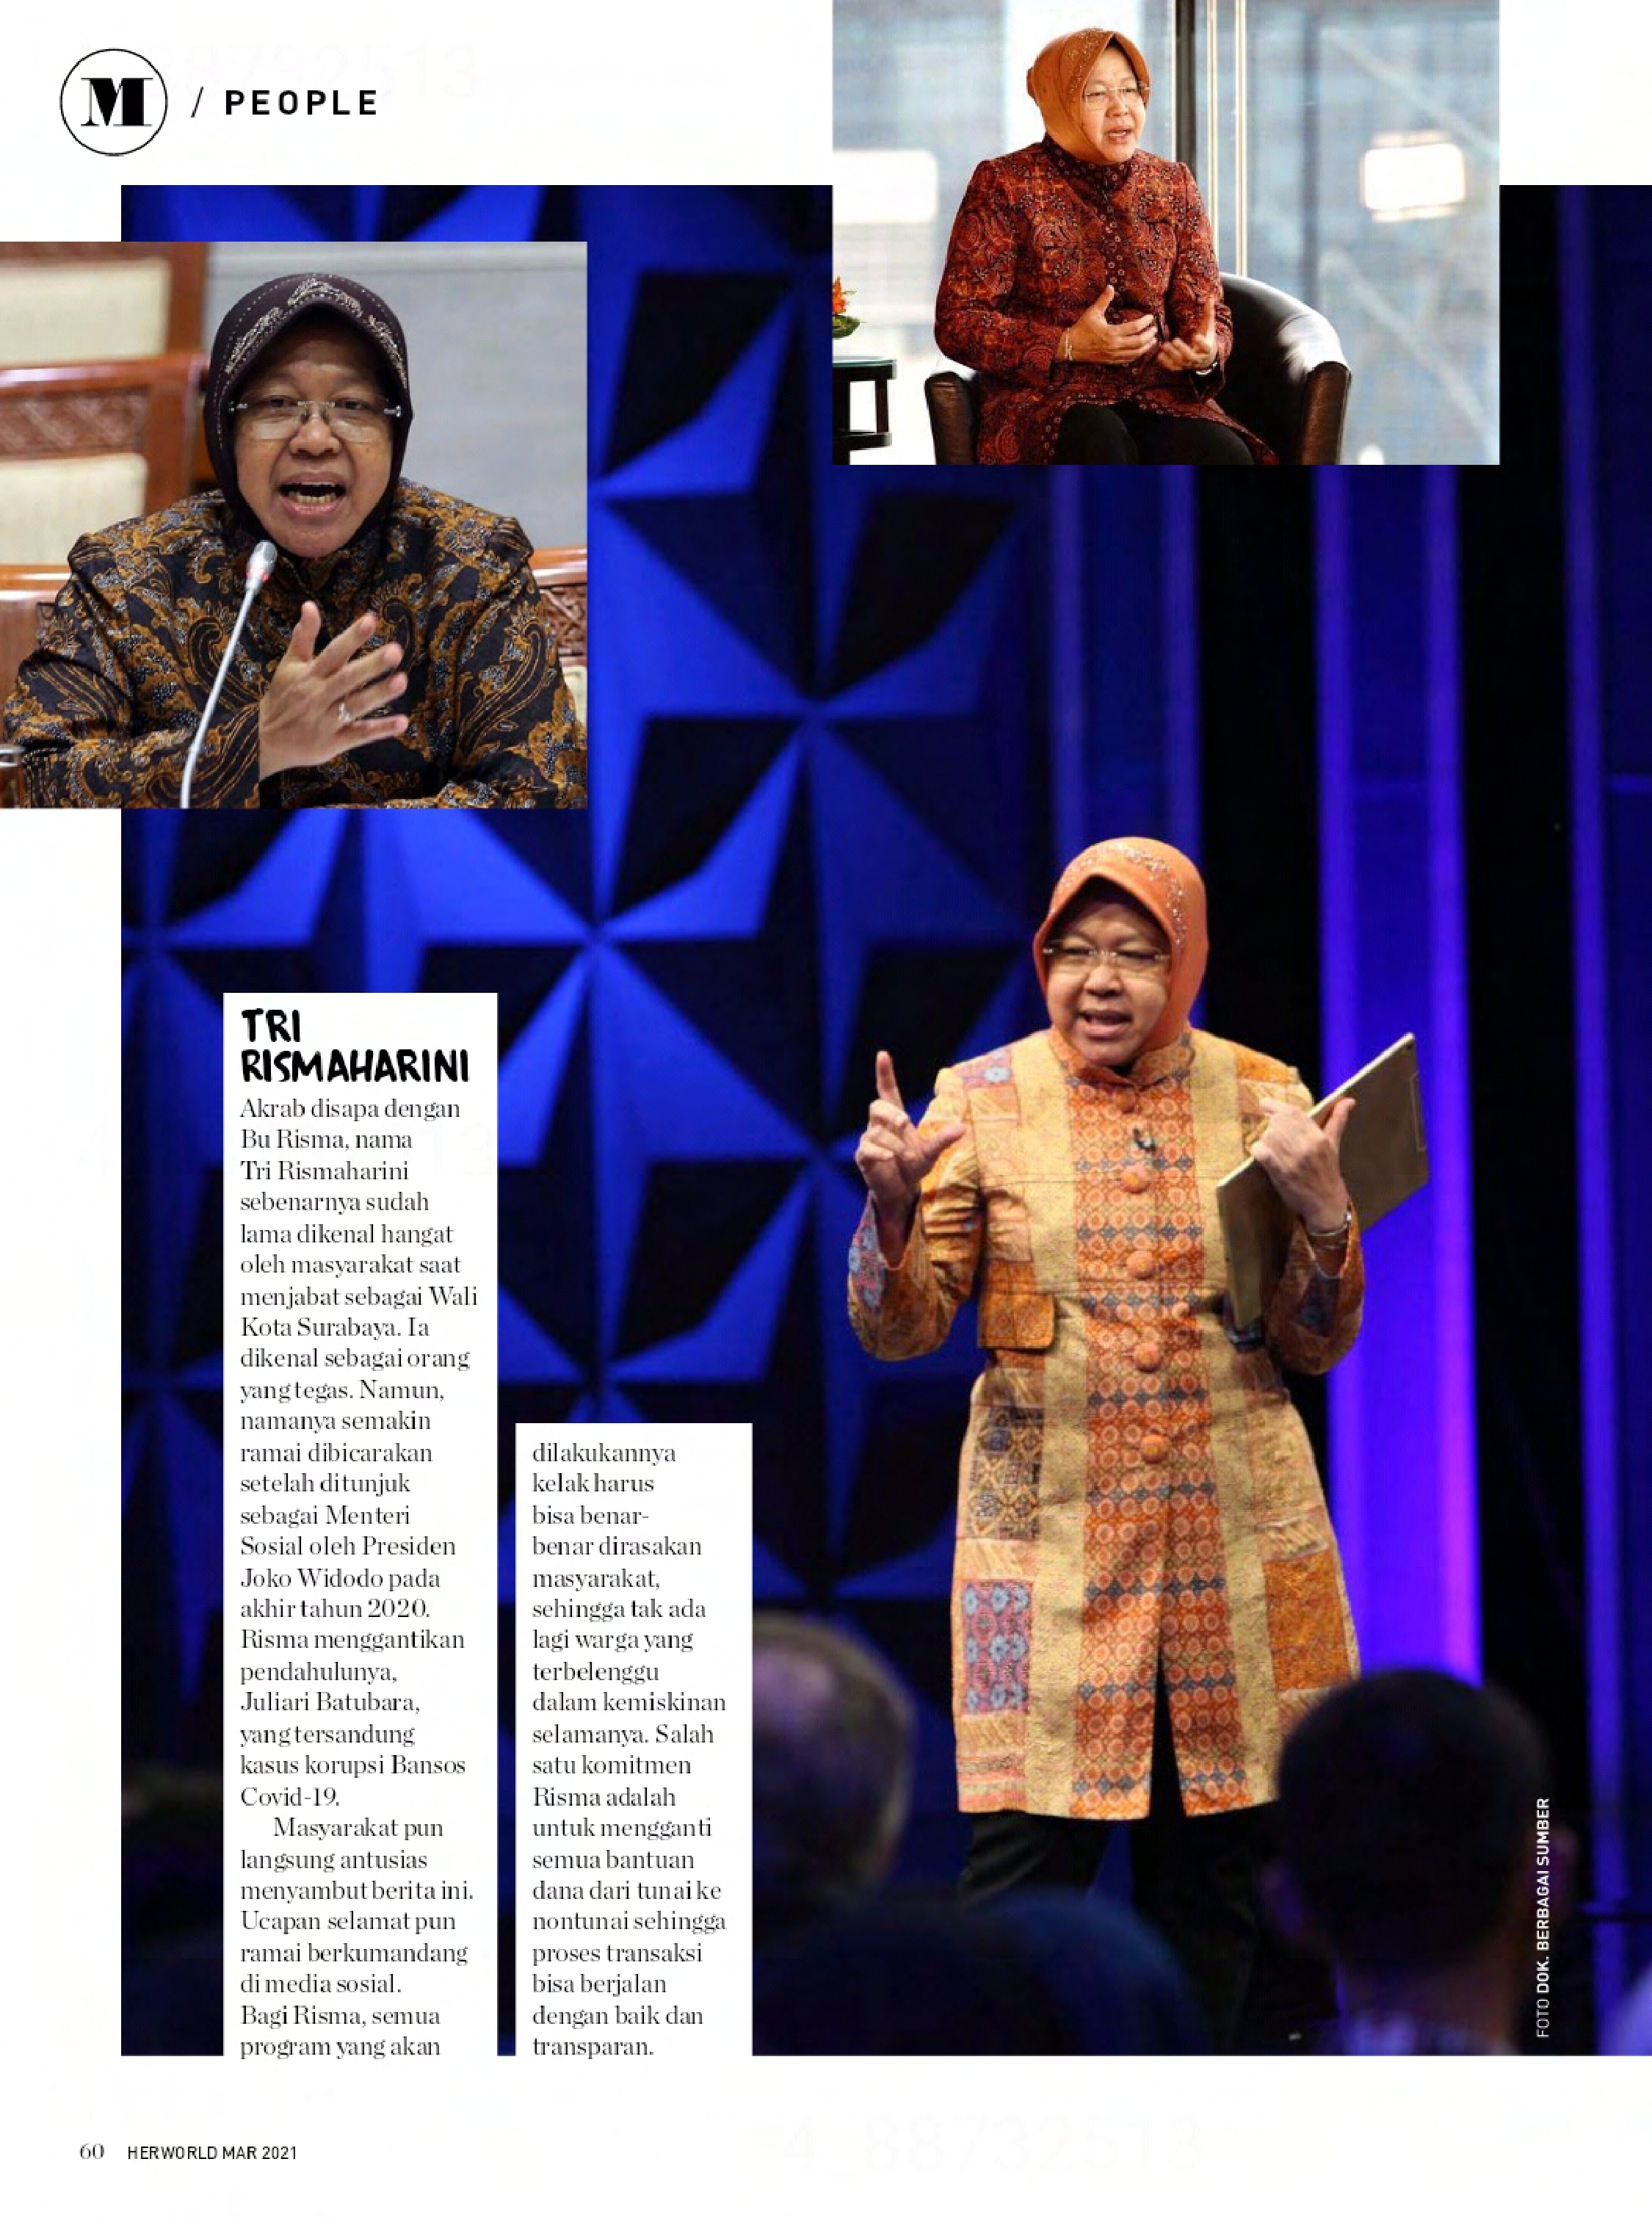 M / PEOPLE
TRI
RISMAHARINI
Akrab disapa dengan
Bu Risma, nama
Tri Rismaharini
sebenarnya sudah
lama dikenal hangat
oleh masyarakat saat
menjabat sebagai Wali
Kota Surabaya. Ia
dikenal sebagai orang
yang tegas. Namun,
namanya semakin
ramai dibicarakan
setelah ditunjuk
sebagai Menteri
Sosial oleh Presiden
Joko Widodo pada
akhir tahun 2020.
Risma menggantikan
pendahulunya,
Juliari Batubara,
yang tersandung
kasus korupsi Bansos
Covid-19.
Masyarakat pun
langsung antusias
menyambut berita ini.
Ucapan selamat pun
ramai berkumandang
di media sosial.
Bagi Risma, semua
program yang akan
dilakukannya
kelak harus
bisa benar-
benar dirasakan
masyarakat,
sehingga tak ada
lagi warga yang
terbelenggu
dalam kemiskinan
selamanya. Salah
satu komitmen
Risma adalah
untuk mengganti
semua bantuan
dana dari tunai ke
nontunai sehingga
proses transaksi
bisa berjalan
dengan baik dan
transparan.
FOTO DOK. BERBAGAI SUMBER
60 HERWORLD MAR 2021